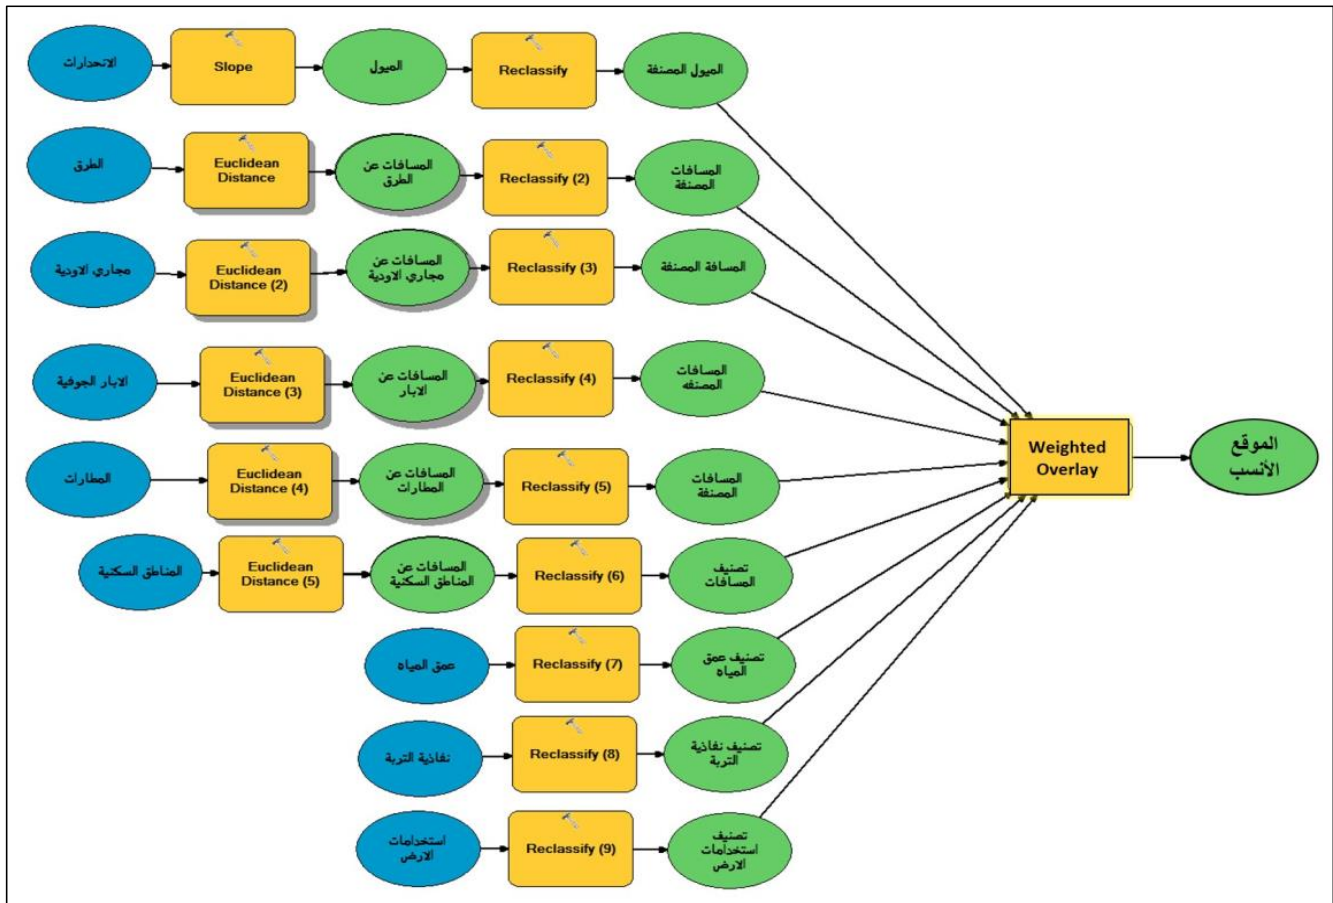 الانحدارات
Slope
الميول
Reclassify
الميول المصنفة
الطرق
Euclidean
Distance
المسافات عن
الطرق
Reclassify (2)
المسافات
المصنفة
مجاري الاودية
Euclidean
Distance (2)
المسافات عن
مجاري الاودية
Reclassify (3)
المسافة المصنفة
الابار الجوفية
Euclidean
Distance (3)
المسافات عن
الابار
Reclassify (4)
المسافات
المصنفه
المطارات
Euclidean
Distance (4)
المسافات عن
المطارات
Reclassify (5)
المسافات
المصنفة
المناطق السكنية
Euclidean
Distance (5)
المسافات عن
المناطق السكنية
Reclassify (6)
تصنيف
المسافات
عمق المياه
Reclassify (7)
تصنيف عمق
المياه
نفاذية التربة
Reclassify (8)
تصنيف نفاذية
التربة
استخدامات
الارض
Reclassify (9)
تصنيف
استخدامات
الارض
Weighted
Overlay
الموقع
الأنسب